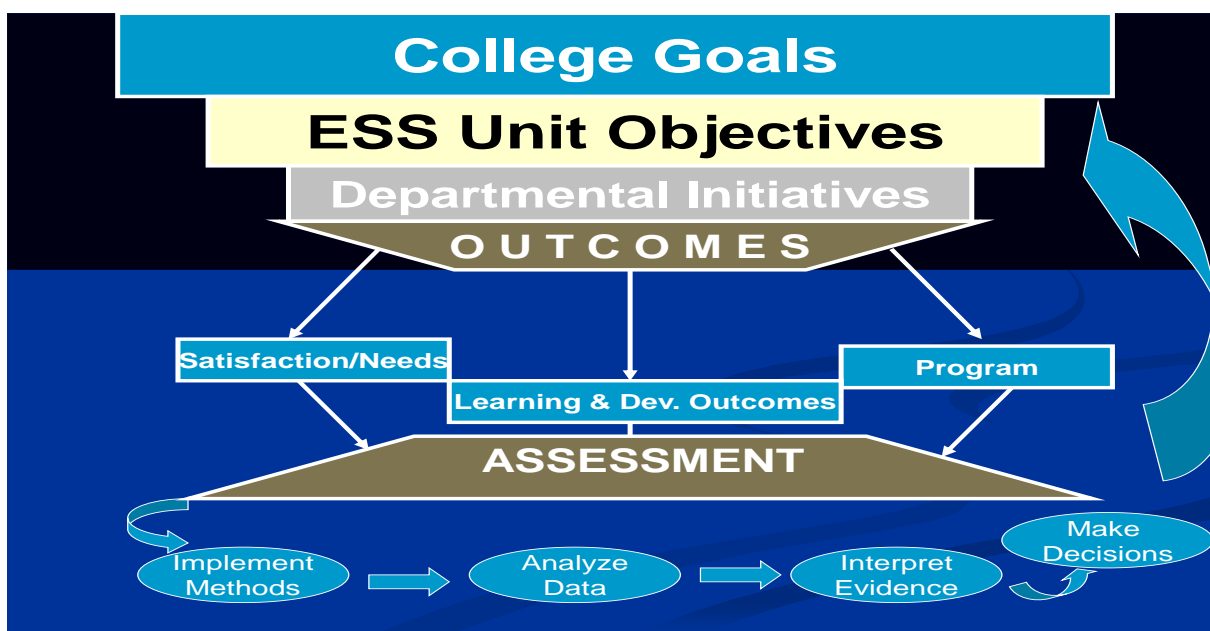 College Goals
ESS Unit Objectives
Departmental Initiatives
O U T C O M E S
Satisfaction/Needs
Program
Learning & Dev. Outcomes
ASSESSMENT
Implement
Methods
Analyze
Data
Interpret
Evidence
Make
Decisions